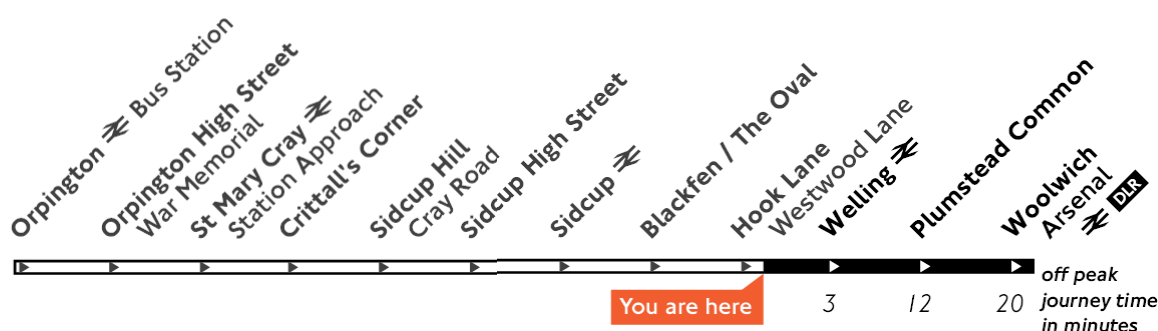 Orpington Bus Station
Orpington High Street
War Memorial
St Mary Cray
Station Approach
Crittall's Corner
Sidcup Hill
Cray Road
Sidcup High Street
Sidcup
Blackfen / The Oval
Hook Lane
Westwood Lane
Welling
Plumstead Common
Woolwich
Arsenal
DLR
You are here
3 12 20
off peak
journey time
in minutes